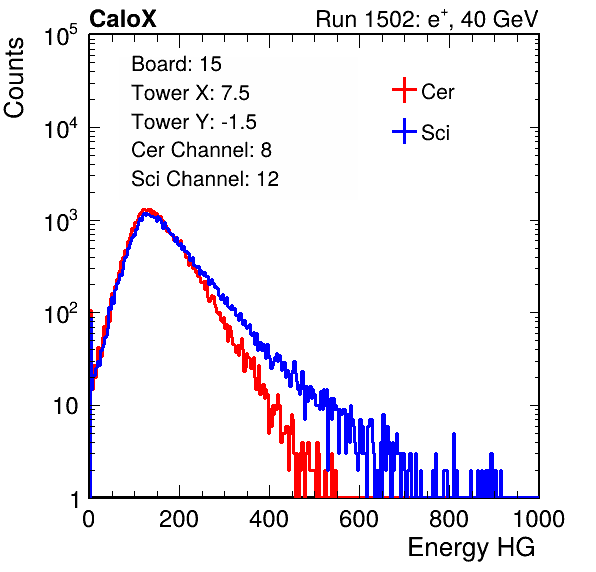 CaloX Run 1502: e⁺, 40 GeV
Counts
Board: 15
Tower X: 7.5
Tower Y: -1.5
Cer Channel: 8
Sci Channel: 12
Cer
Sci
10⁵
10⁴
10³
10²
10
1
0 200 400 600 800 1000
Energy HG